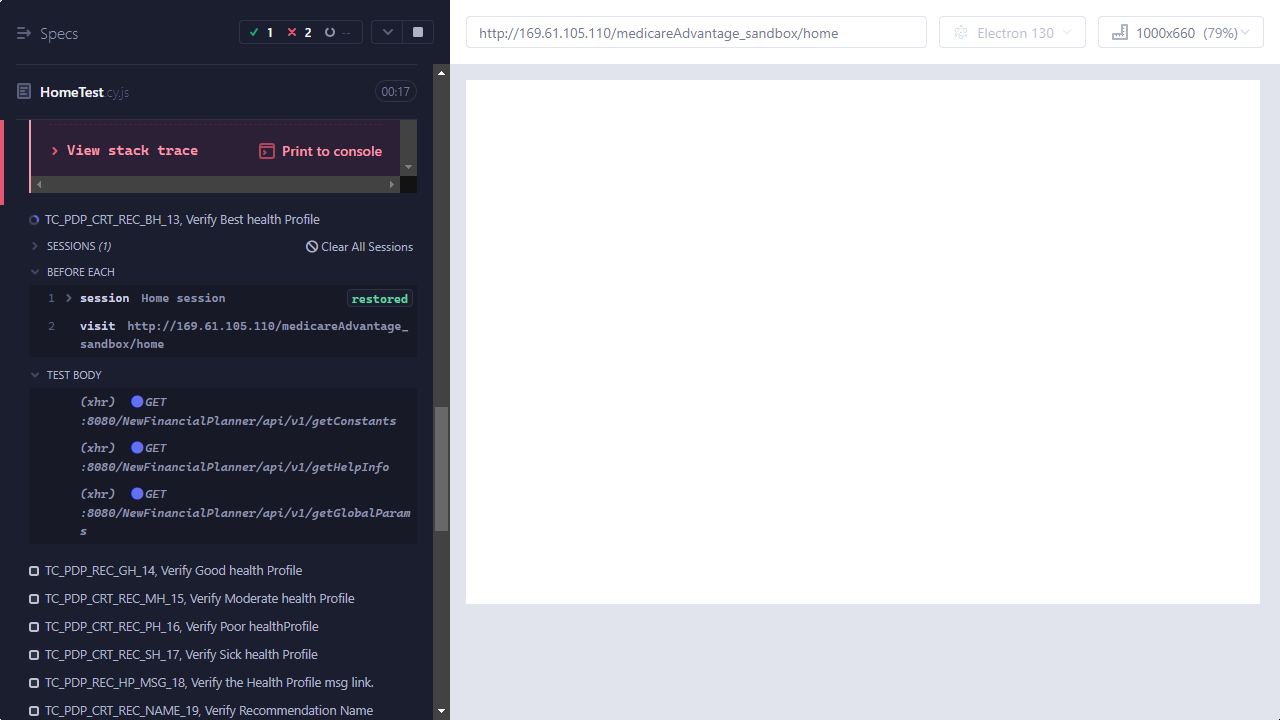 Specs
1 2 --
http://169.61.105.110/medicareAdvantage_sandbox/home
Electron 130
1000x660 (79%)
HomeTest.cy.js
00:17
View stack trace
Print to console
TC_PDP_CRT_REC_BH_13, Verify Best health Profile
SESSIONS (1)
Clear All Sessions
BEFORE EACH
1 session Home session restored
2 visit http://169.61.105.110/medicareAdvantage_
sandbox/home
TEST BODY
(xhr) GET
:8080/NewFinancialPlanner/api/v1/getConstants
(xhr) GET
:8080/NewFinancialPlanner/api/v1/getHelpInfo
(xhr) GET
:8080/NewFinancialPlanner/api/v1/getGlobalParam
s
TC_PDP_REC_GH_14, Verify Good health Profile
TC_PDP_CRT_REC_MH_15, Verify Moderate health Profile
TC_PDP_CRT_REC_PH_16, Verify Poor healthProfile
TC_PDP_CRT_REC_SH_17, Verify Sick health Profile
TC_PDP_REC_HP_MSG_18, Verify the Health Profile msg link.
TC_PDP_CRT_REC_NAME_19, Verify Recommendation Name